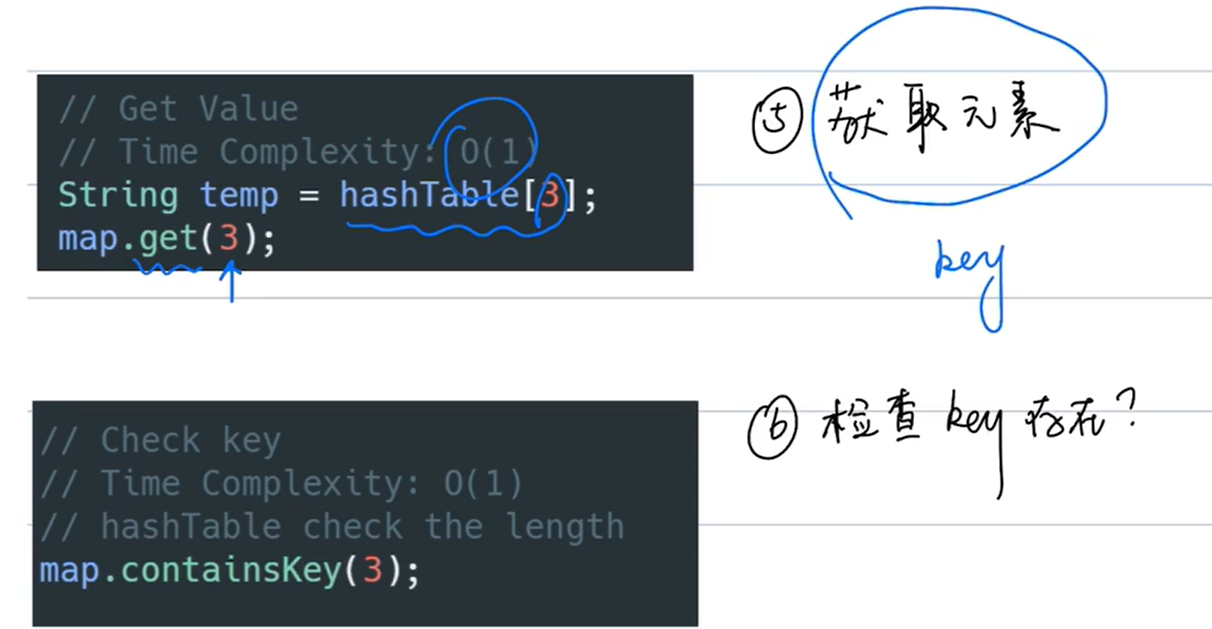 // Get Value
// Time Complexity: O(1)
String temp = hashTable[3];
map.get(3);
⑤ 获取元素
key
// Check key
// Time Complexity: O(1)
// hashTable check the length
map.containsKey(3);
⑥ 检查 key 存在?